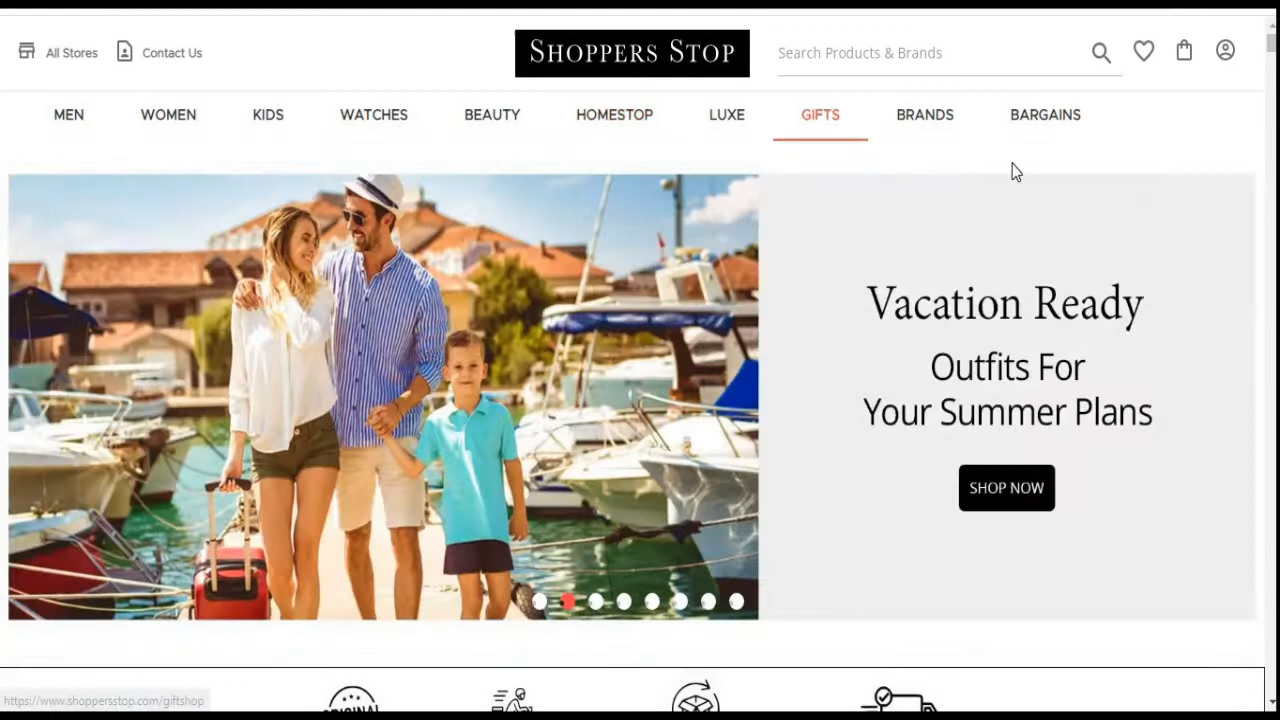 All Stores
Contact Us
SHOPPERS STOP
Search Products & Brands
MEN
WOMEN
KIDS
WATCHES
BEAUTY
HOMESTOP
LUXE
GIFTS
BRANDS
BARGAINS
Vacation Ready
Outfits For
Your Summer Plans
SHOP NOW
ORIGINAL
https://www.shoppersstop.com/giftshop